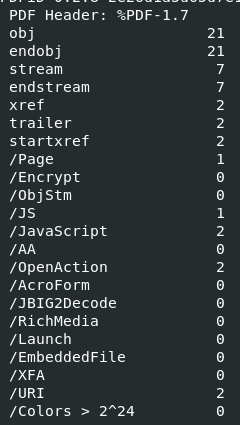 PDF Header: %PDF-1.7
obj 21
endobj 21
stream 7
endstream 7
xref 2
trailer 2
startxref 2
/Page 1
/Encrypt 0
/ObjStm 0
/JS 1
/JavaScript 2
/AA 0
/OpenAction 2
/AcroForm 0
/JBIG2Decode 0
/RichMedia 0
/Launch 0
/EmbeddedFile 0
/XFA 0
/URI 2
/Colors > 2^24 0